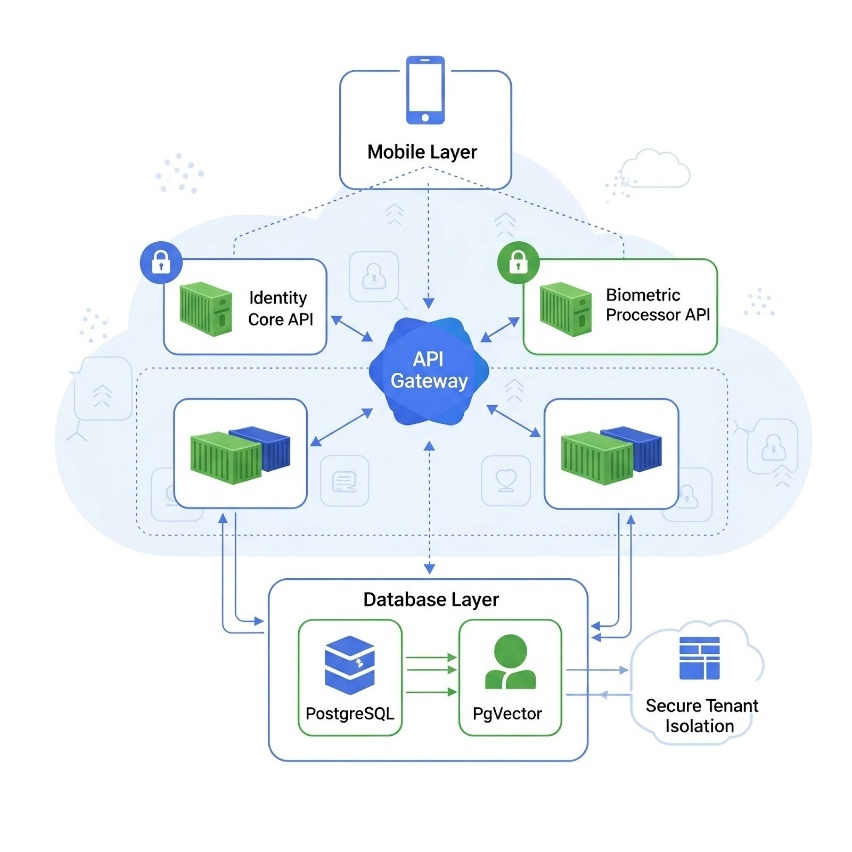 Mobile Layer
Identity
Core API
Biometric
Processor API
API
Gateway
Database Layer
PostgreSQL
PgVector
Secure Tenant
Isolation